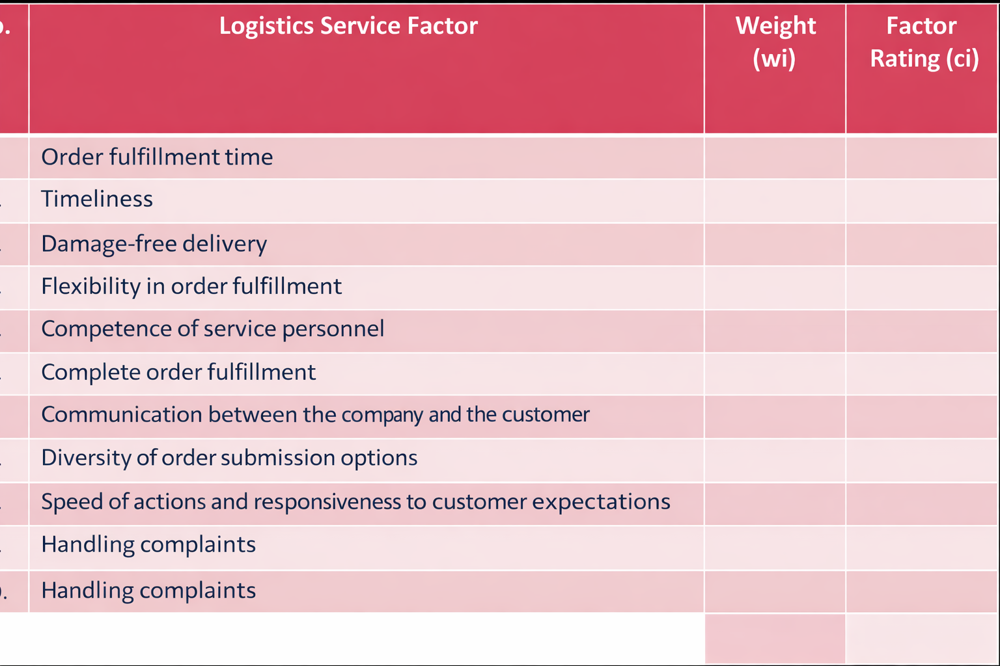 Logistics Service Factor
Weight
(wi)
Factor
Rating (ci)
Order fulfillment time
Timeliness
Damage-free delivery
Flexibility in order fulfillment
Competence of service personnel
Complete order fulfillment
Communication between the company and the customer
Diversity of order submission options
Speed of actions and responsiveness to customer expectations
Handling complaints
Handling complaints